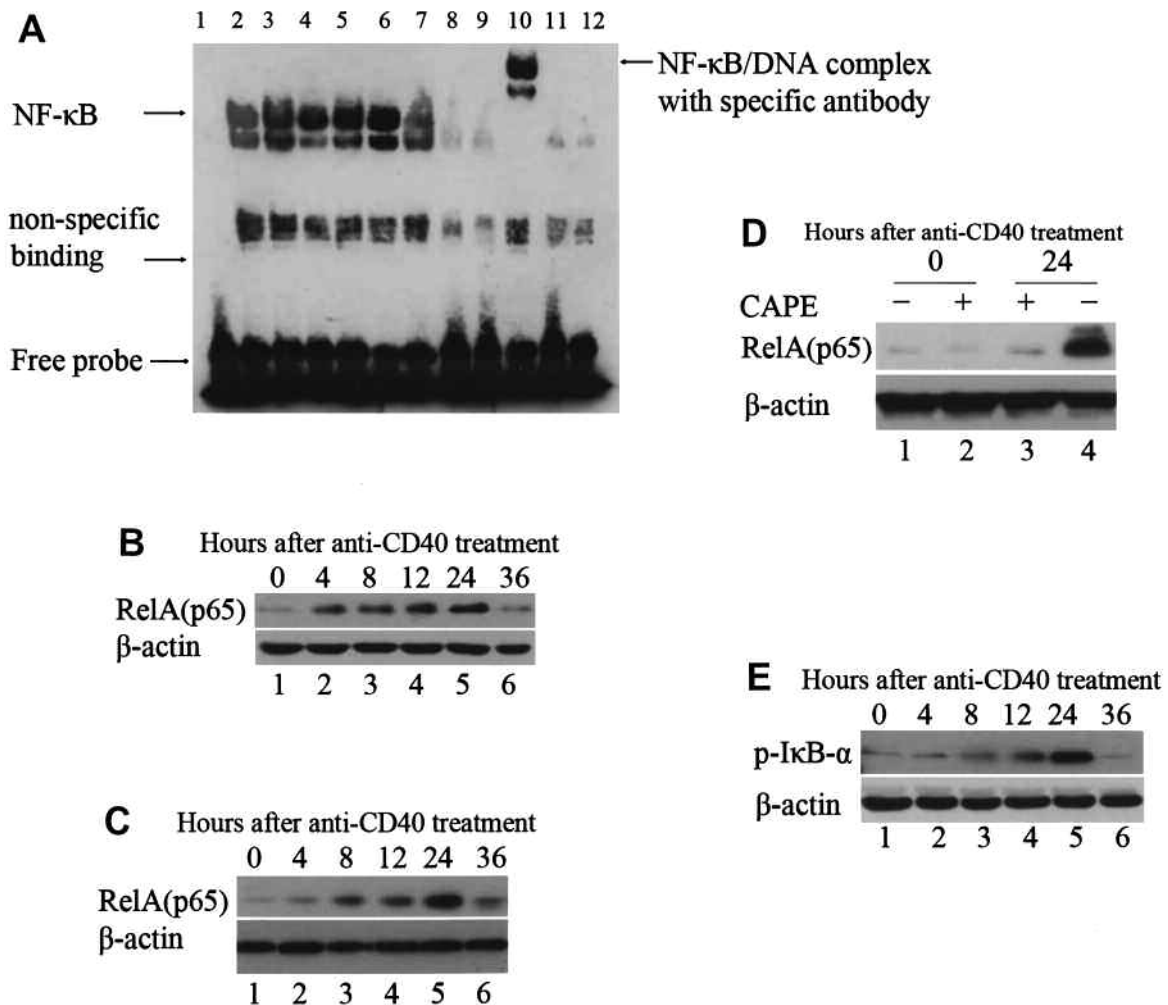 A
1 2 3 4 5 6 7 8 9 10 11 12
NF-κB
NF-κB/DNA complex
with specific antibody
non-specific
binding
Free probe
D
Hours after anti-CD40 treatment
0 24
CAPE − + + −
RelA(p65)
β-actin
1 2 3 4
B
Hours after anti-CD40 treatment
0 4 8 12 24 36
RelA(p65)
β-actin
1 2 3 4 5 6
E
Hours after anti-CD40 treatment
0 4 8 12 24 36
p-IκB-α
β-actin
1 2 3 4 5 6
C
Hours after anti-CD40 treatment
0 4 8 12 24 36
RelA(p65)
β-actin
1 2 3 4 5 6